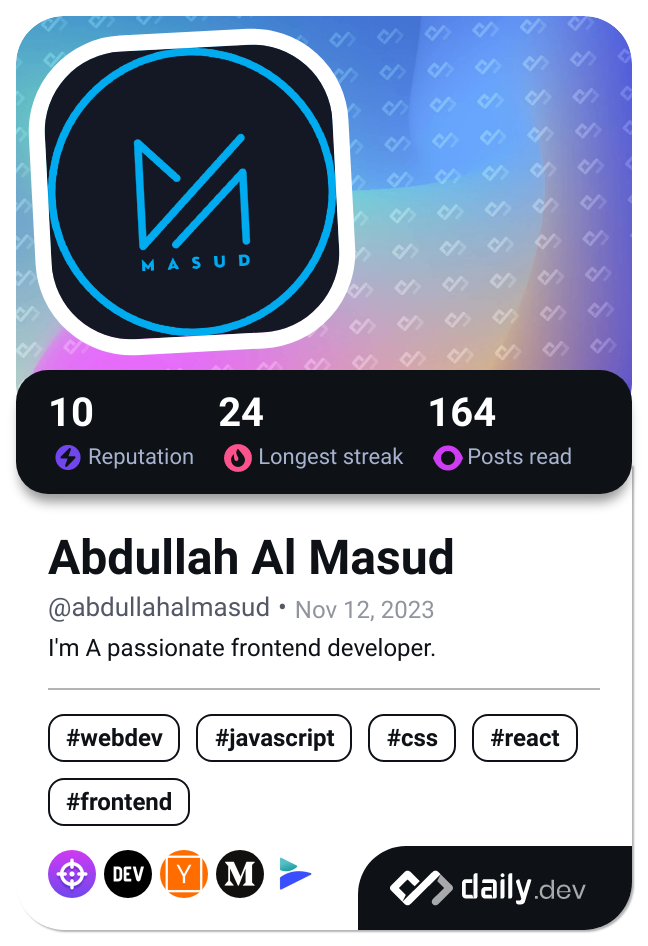 MASUD
10 24 164
Reputation Longest streak Posts read
Abdullah Al Masud
@abdullahalmasud • Nov 12, 2023
I'm A passionate frontend developer.
#webdev #javascript #css #react
#frontend
DEV Y M daily.dev